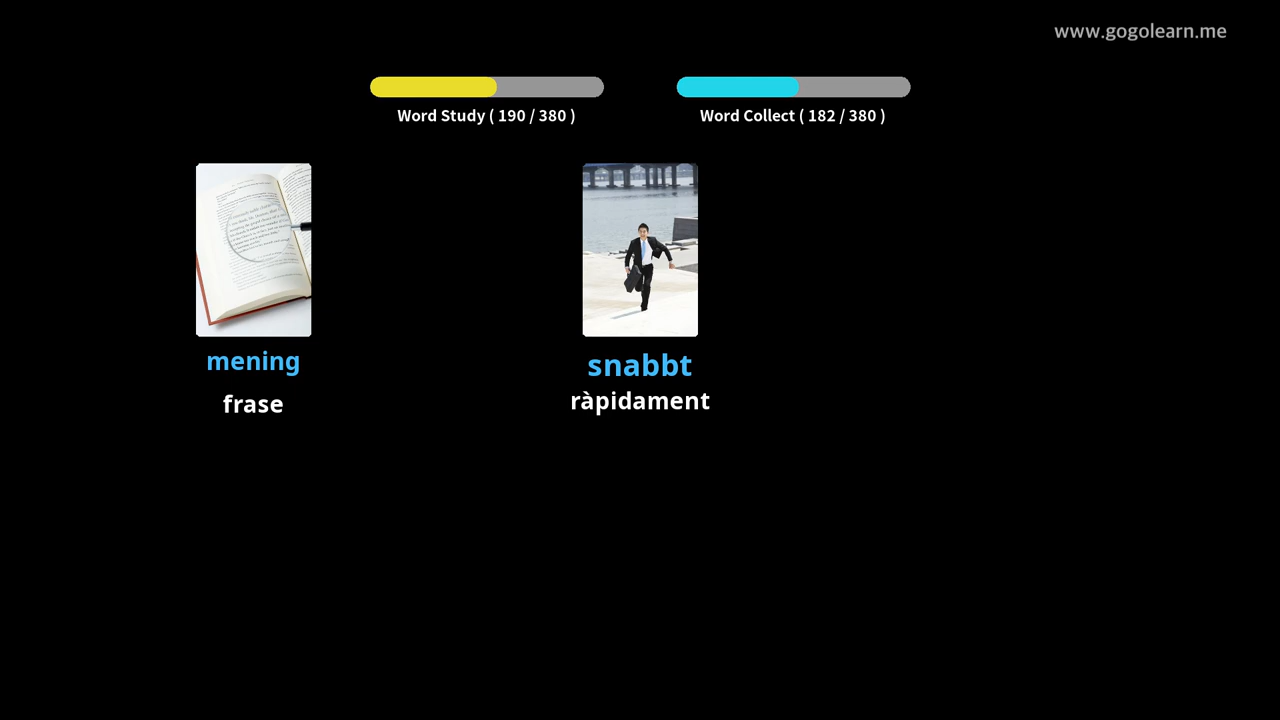 www.gogolearn.me
Word Study ( 190 / 380 )
Word Collect ( 182 / 380 )
mening
frase
snabbt
ràpidament